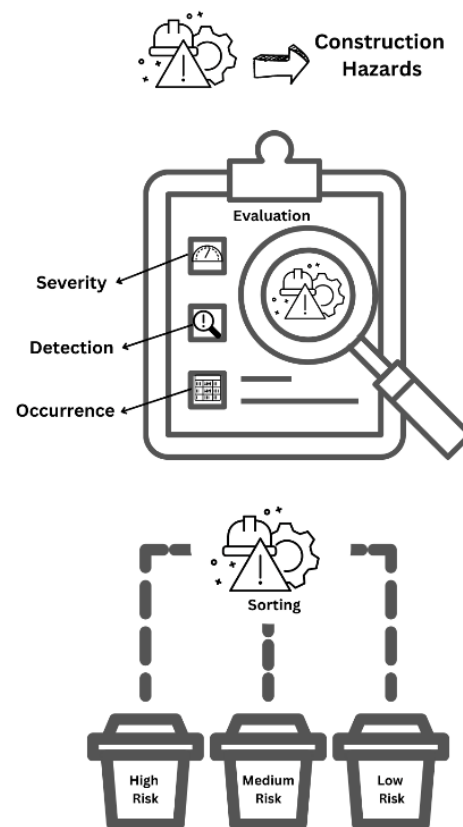 Construction
Hazards
Evaluation
Severity
Detection
Occurrence
Sorting
High
Risk
Medium
Risk
Low
Risk